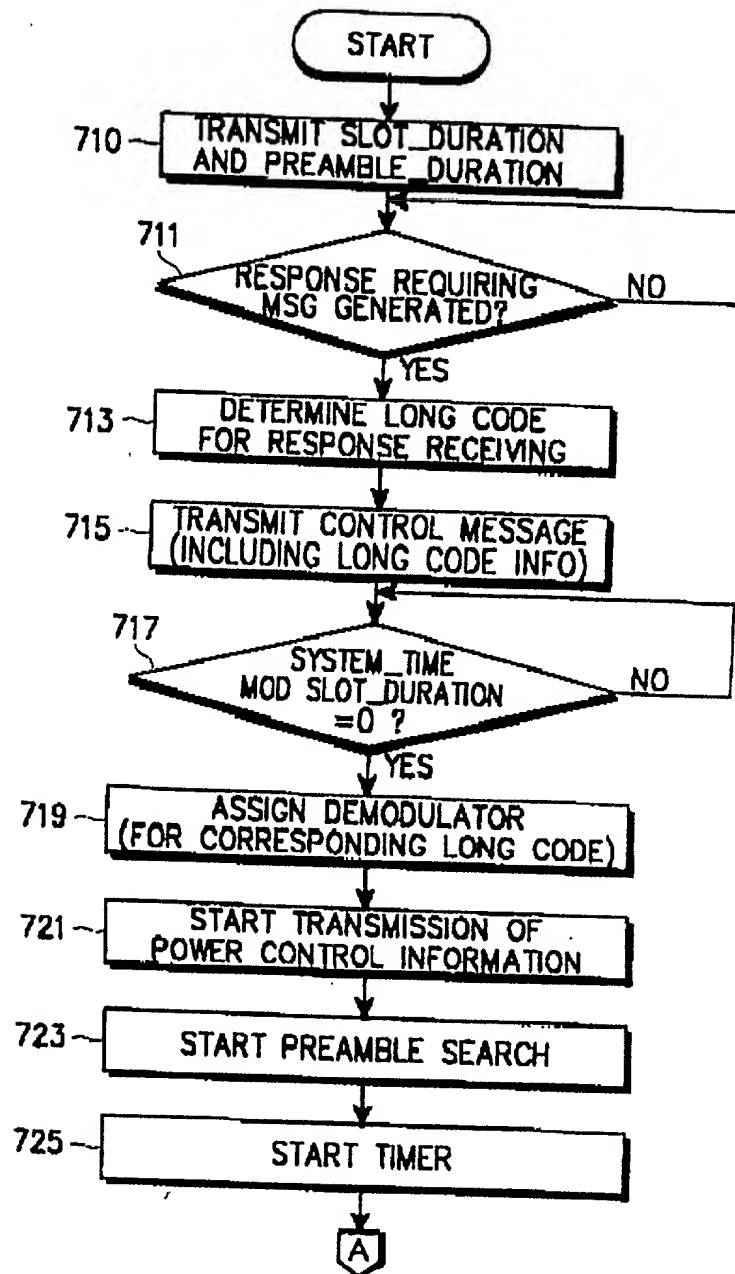 START
710
TRANSMIT SLOT_DURATION
AND PREAMBLE_DURATION
711
RESPONSE REQUIRING
MSG GENERATED?
NO
YES
713
DETERMINE LONG CODE
FOR RESPONSE RECEIVING
715
TRANSMIT CONTROL MESSAGE
(INCLUDING LONG CODE INFO)
717
SYSTEM_TIME
MOD SLOT_DURATION
=0 ?
NO
YES
719
ASSIGN DEMODULATOR
(FOR CORRESPONDING LONG CODE)
721
START TRANSMISSION OF
POWER CONTROL INFORMATION
723
START PREAMBLE SEARCH
725
START TIMER
A